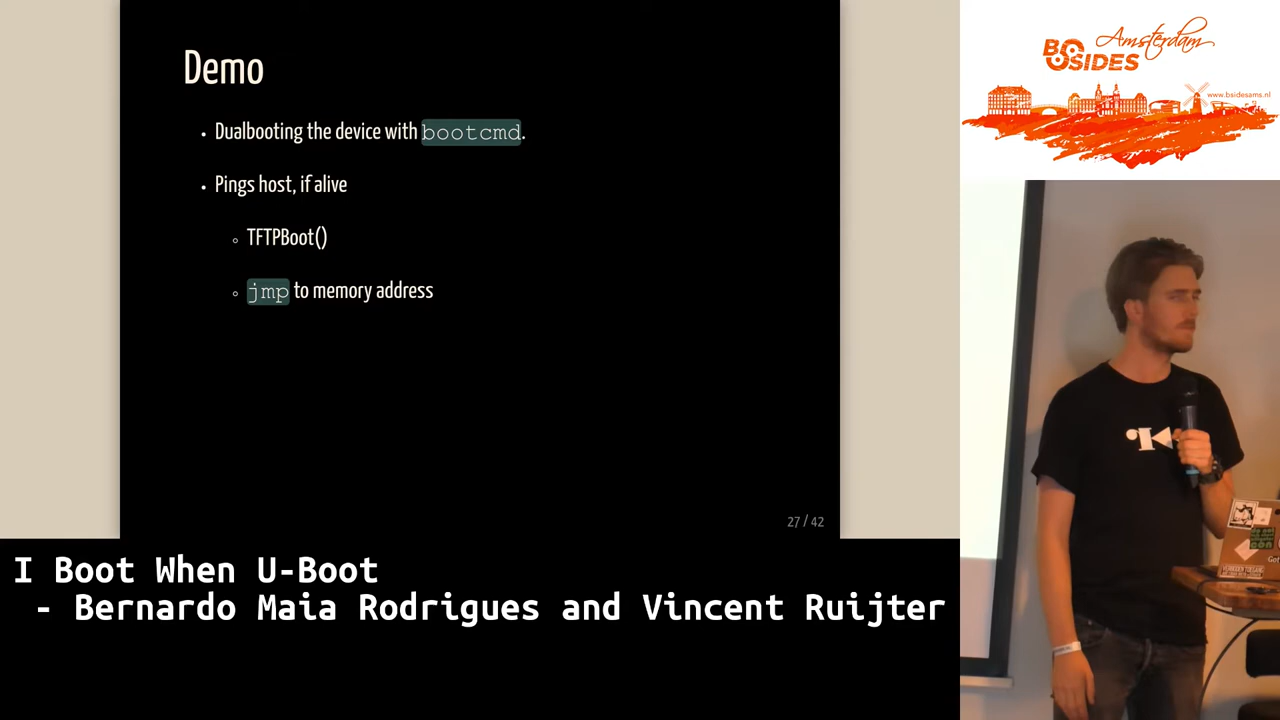 Demo
Dualbooting the device with bootcmd.
Pings host, if alive
TFTPBoot()
jmp to memory address
27 / 42
I Boot When U-Boot
- Bernardo Maia Rodrigues and Vincent Ruijter
Amsterdam
BSIDES
www.bsidesams.nl